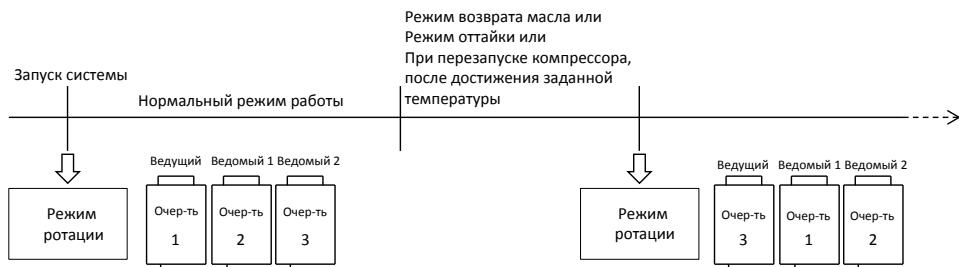 Режим возврата масла или
Режим оттайки или
При перезапуске компрессора,
после достижения заданной
температуры
Запуск системы
Нормальный режим работы
Ведущий Ведомый 1 Ведомый 2
Режим
ротации
Очер-ть Очер-ть Очер-ть
1 2 3
Ведущий Ведомый 1 Ведомый 2
Режим
ротации
Очер-ть Очер-ть Очер-ть
3 1 2